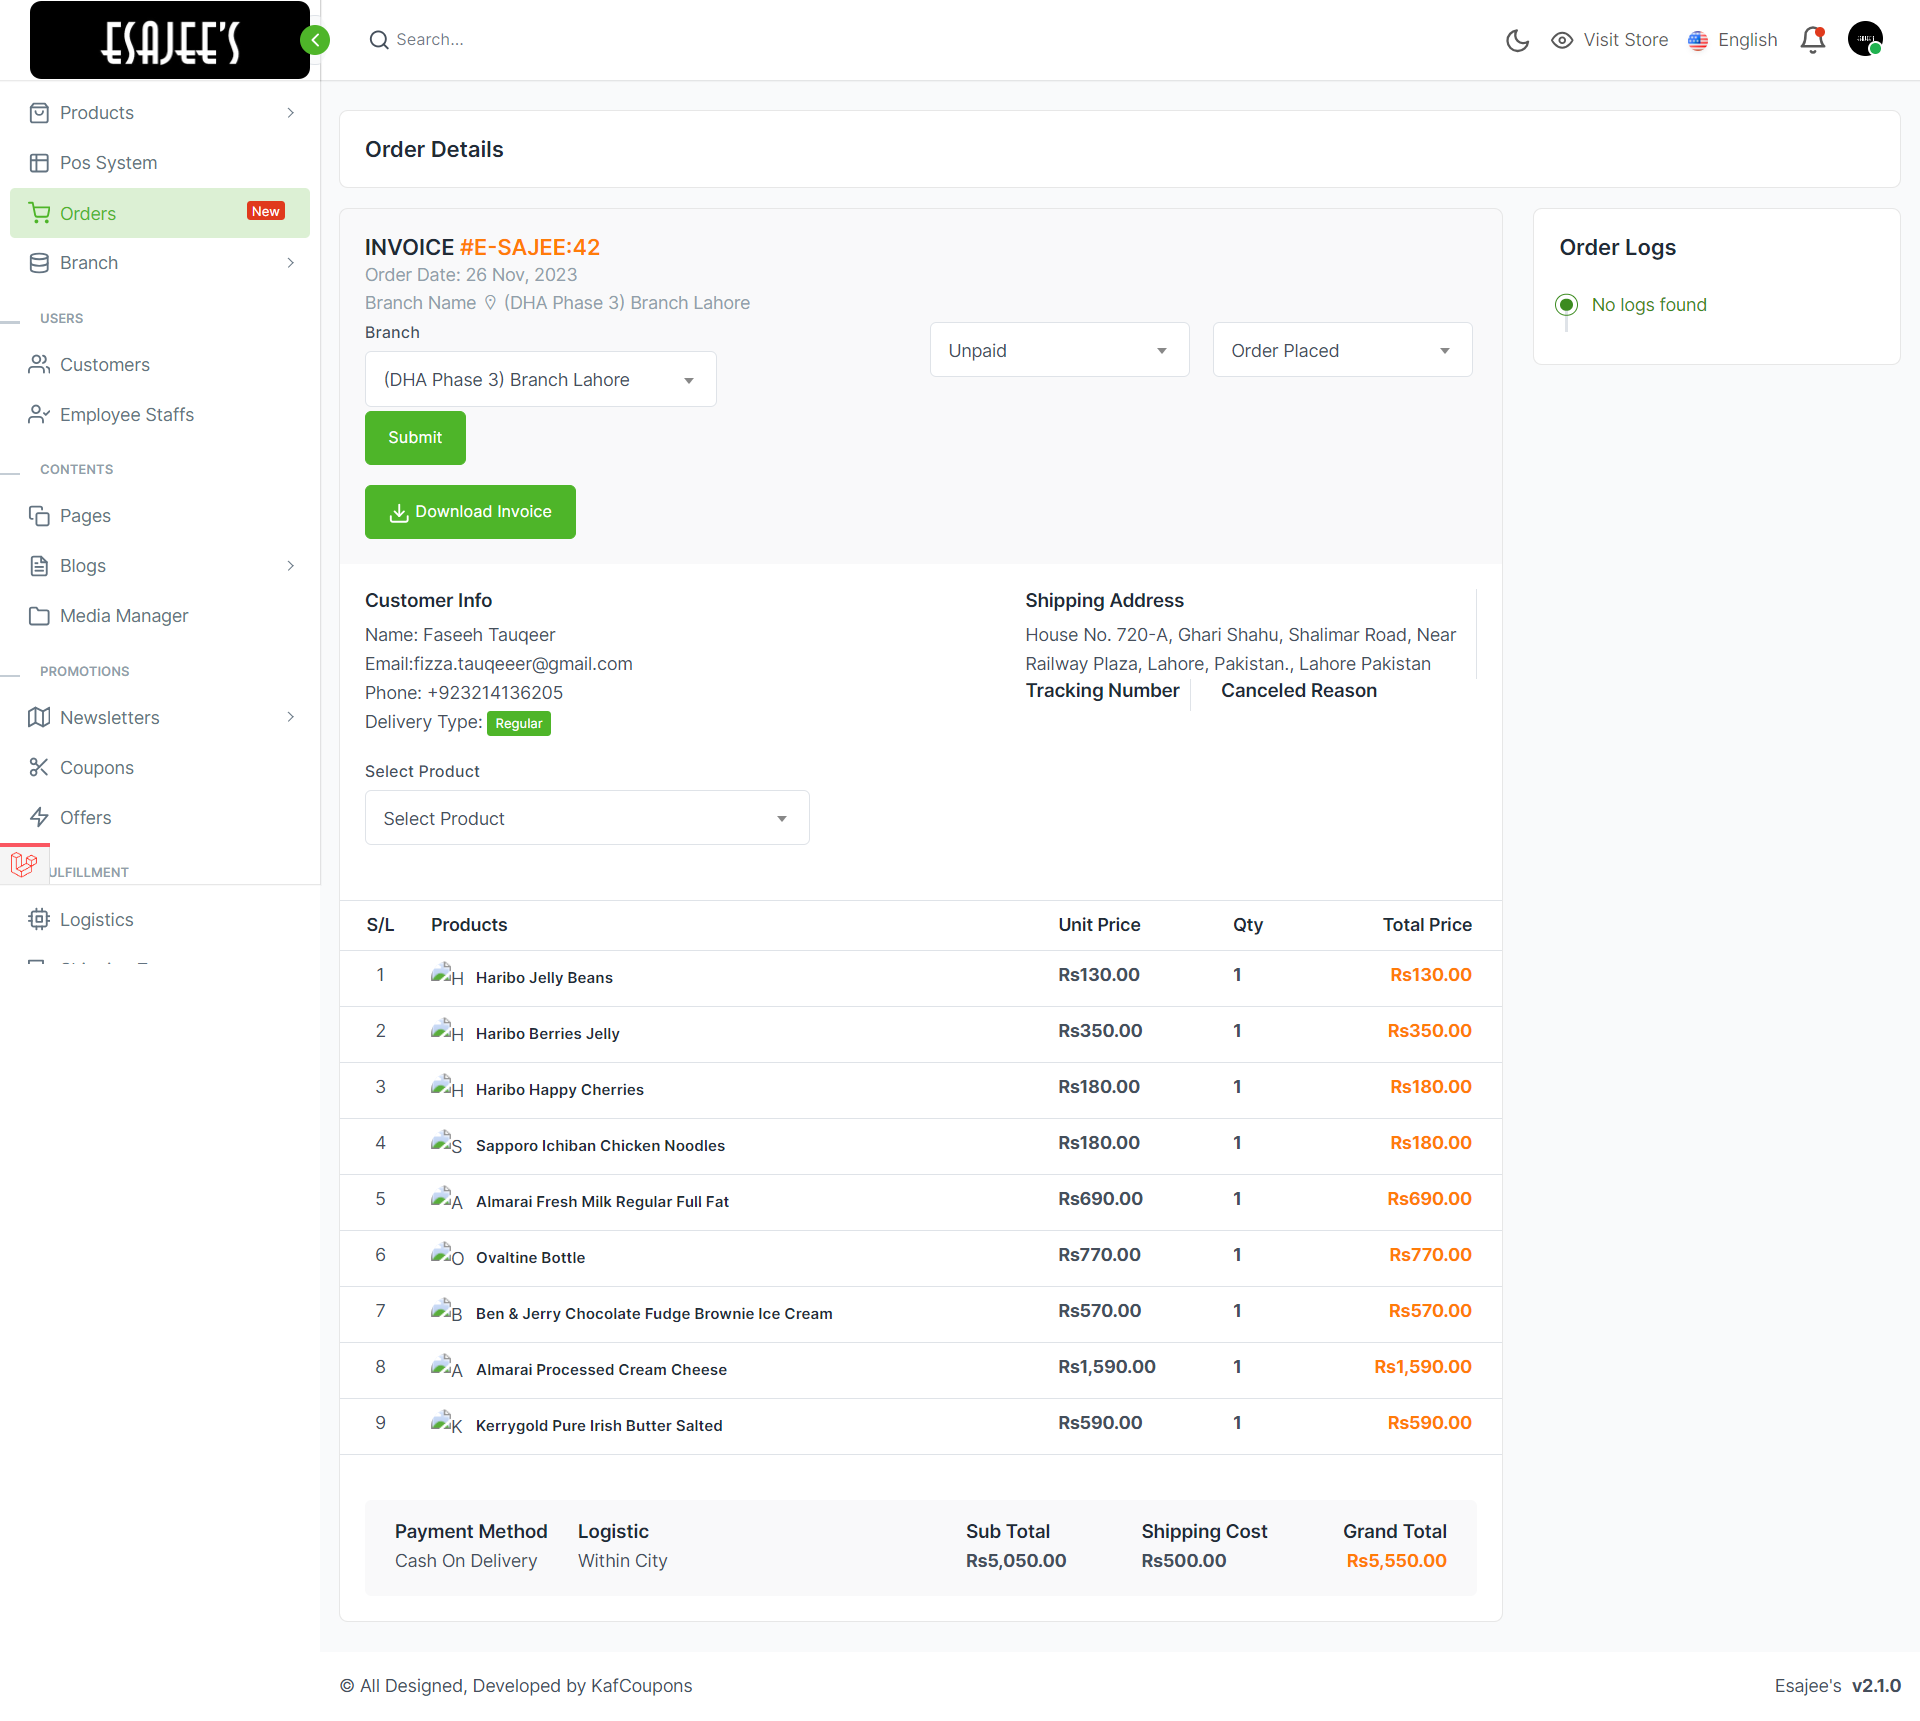 ESAJEE'S
Search...
Visit Store
English
Products
Pos System
Orders
New
Branch
USERS
Customers
Employee Staffs
CONTENTS
Pages
Blogs
Media Manager
PROMOTIONS
Newsletters
Coupons
Offers
ULFILLMENT
Logistics
Order Details
INVOICE #E-SAJEE:42
Order Date: 26 Nov, 2023
Branch Name (DHA Phase 3) Branch Lahore
Branch
(DHA Phase 3) Branch Lahore
Unpaid
Order Placed
Submit
Download Invoice
Order Logs
No logs found
Customer Info
Name: Faseeh Tauqeer
Email:fizza.tauqeeer@gmail.com
Phone: +923214136205
Delivery Type: Regular
Shipping Address
House No. 720-A, Ghari Shahu, Shalimar Road, Near
Railway Plaza, Lahore, Pakistan., Lahore Pakistan
Tracking Number
Canceled Reason
Select Product
Select Product
S/L Products Unit Price Qty Total Price
1 H Haribo Jelly Beans Rs130.00 1 Rs130.00
2 H Haribo Berries Jelly Rs350.00 1 Rs350.00
3 H Haribo Happy Cherries Rs180.00 1 Rs180.00
4 S Sapporo Ichiban Chicken Noodles Rs180.00 1 Rs180.00
5 A Almarai Fresh Milk Regular Full Fat Rs690.00 1 Rs690.00
6 O Ovaltine Bottle Rs770.00 1 Rs770.00
7 B Ben & Jerry Chocolate Fudge Brownie Ice Cream Rs570.00 1 Rs570.00
8 A Almarai Processed Cream Cheese Rs1,590.00 1 Rs1,590.00
9 K Kerrygold Pure Irish Butter Salted Rs590.00 1 Rs590.00
Payment Method Logistic Sub Total Shipping Cost Grand Total
Cash On Delivery Within City Rs5,050.00 Rs500.00 Rs5,550.00
© All Designed, Developed by KafCoupons
Esajee's v2.1.0